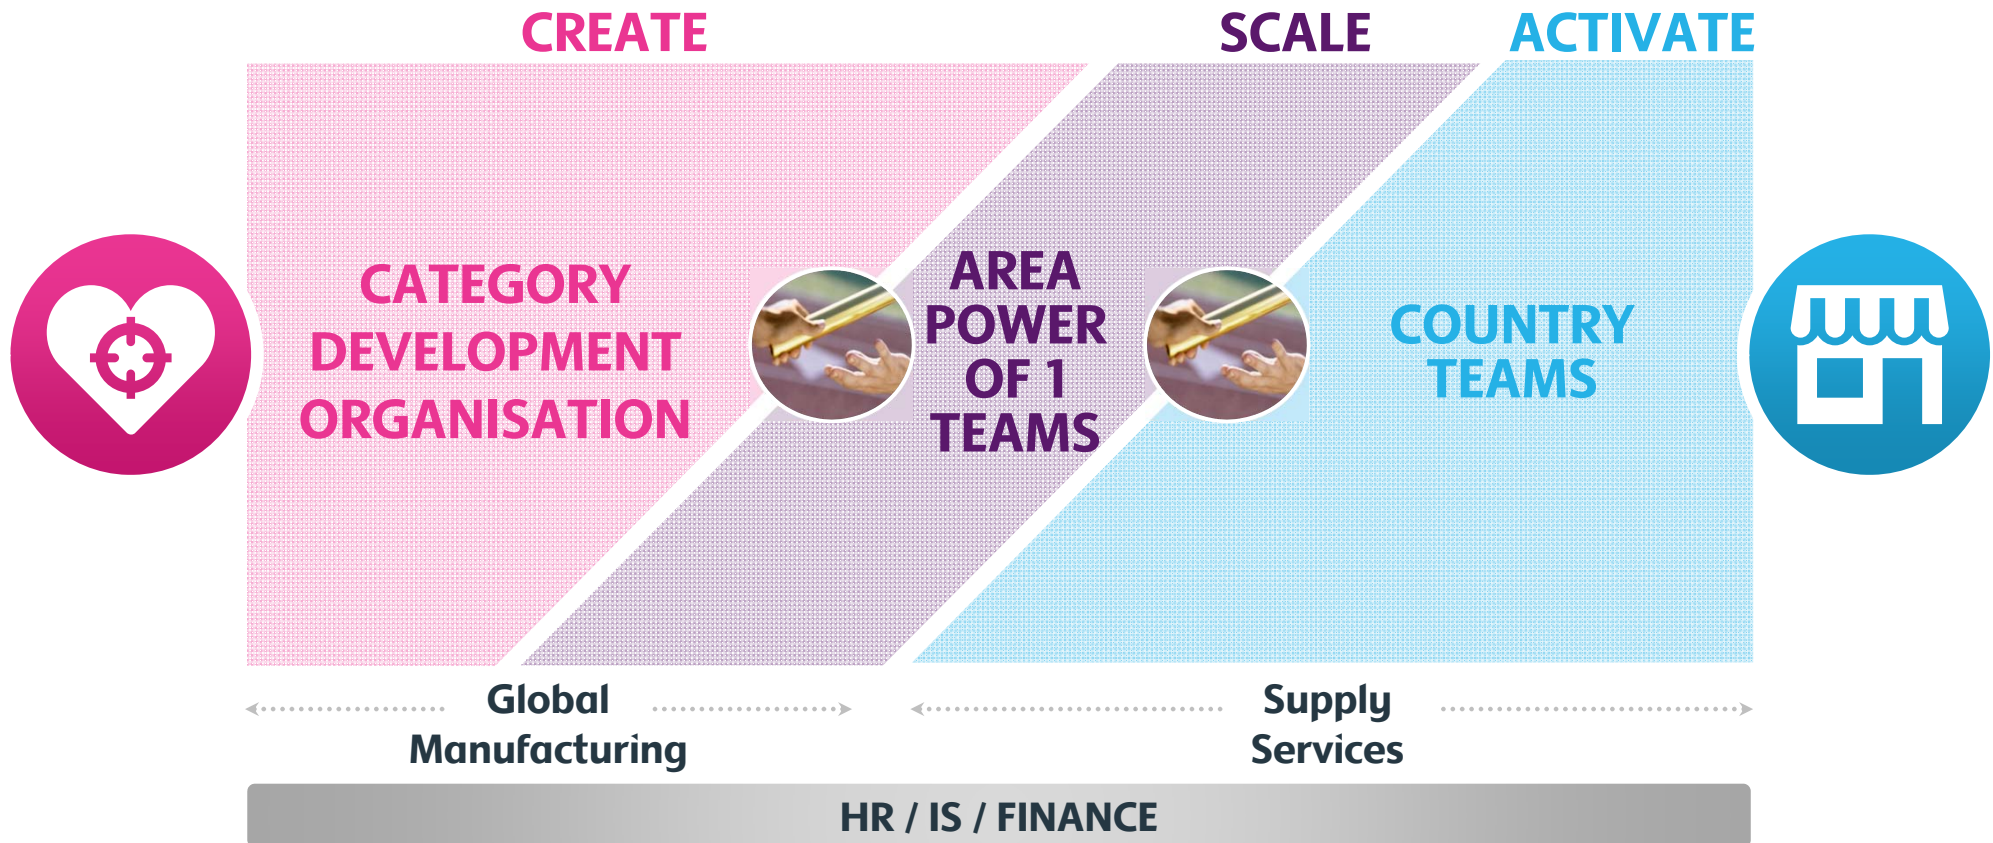 CREATE
SCALE
ACTIVATE
CATEGORY
DEVELOPMENT
ORGANISATION
AREA
POWER
OF 1
TEAMS
COUNTRY
TEAMS
Global
Manufacturing
Supply
Services
HR / IS / FINANCE